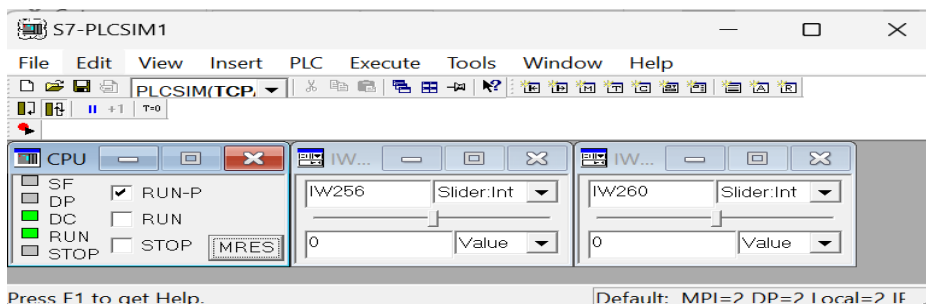 S7-PLCSIM1
File Edit View Insert PLC Execute Tools Window Help
PLCSIM(TCP/
+1 T=0
CPU
SF
DP
DC
RUN
STOP
RUN-P
RUN
STOP
MRES
IW...
IW256 Slider:Int
0 Value
IW...
IW260 Slider:Int
0 Value
Press F1 to get Help.
Default: MPI=2 DP=2 Local=2 IE